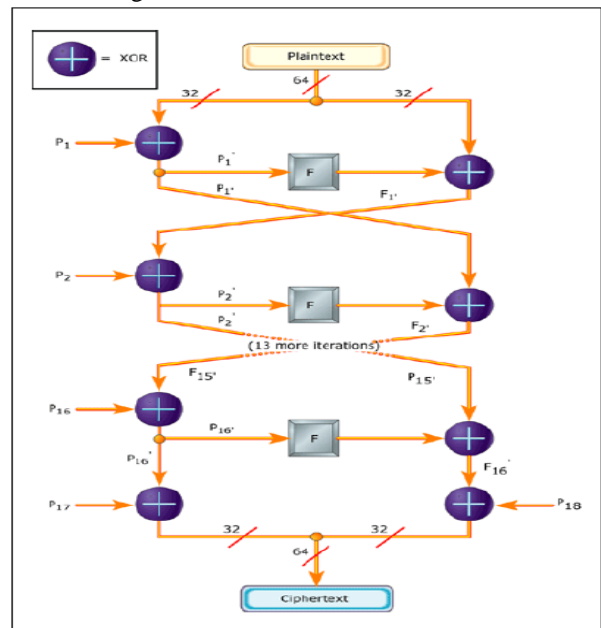 = XOR
Plaintext
64
32
32
P1
P1'
F
P1'
F1'
P2
P2'
F
P2'
F2'
(13 more iterations)
F15'
P15'
P16
P16'
F
P16'
F16'
P17
P18
32
32
64
Ciphertext